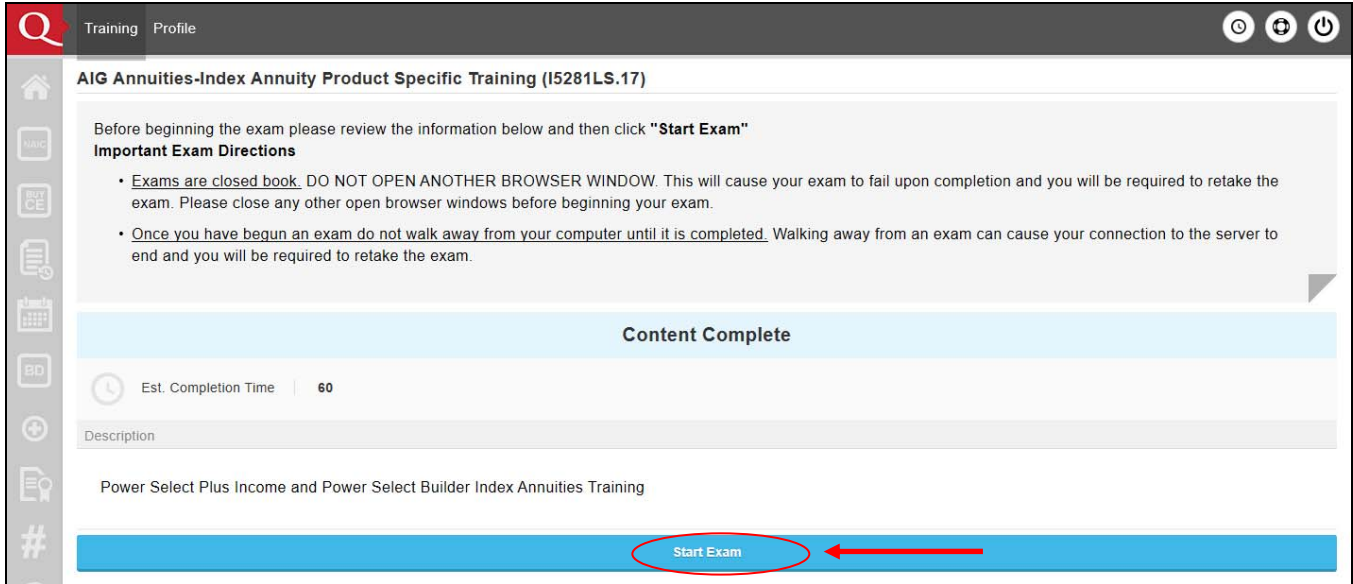 Q
Training Profile
AIG Annuities-Index Annuity Product Specific Training (I5281LS.17)
NAIC
Before beginning the exam please review the information below and then click "Start Exam"
Important Exam Directions
BUY
CE
• Exams are closed book. DO NOT OPEN ANOTHER BROWSER WINDOW. This will cause your exam to fail upon completion and you will be required to retake the
exam. Please close any other open browser windows before beginning your exam.
• Once you have begun an exam do not walk away from your computer until it is completed. Walking away from an exam can cause your connection to the server to
end and you will be required to retake the exam.
Content Complete
BD
Est. Completion Time 60
Description
Power Select Plus Income and Power Select Builder Index Annuities Training
#
Start Exam